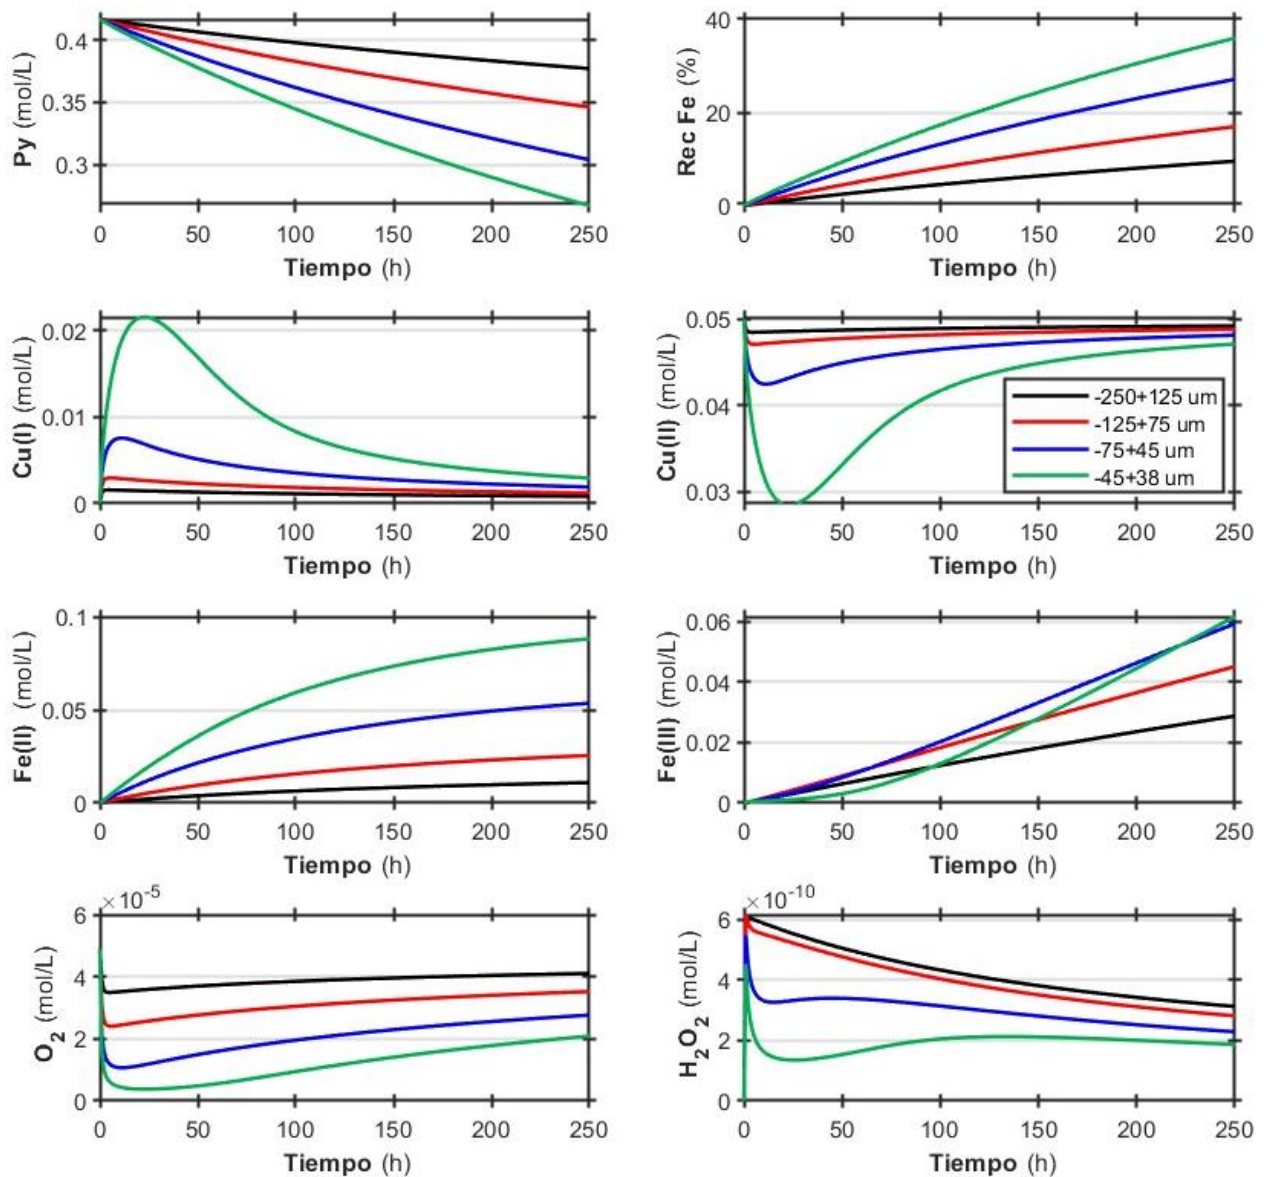 Py (mol/L)
0.4
0.35
0.3
0 50 100 150 200 250
Tiempo (h)
Rec Fe (%)
40
20
0
0 50 100 150 200 250
Tiempo (h)
Cu(I) (mol/L)
0.02
0.01
0
0 50 100 150 200 250
Tiempo (h)
Cu(II) (mol/L)
0.05
0.04
0.03
-250+125 um
-125+75 um
-75+45 um
-45+38 um
0 50 100 150 200 250
Tiempo (h)
Fe(II) (mol/L)
0.1
0.05
0
0 50 100 150 200 250
Tiempo (h)
Fe(III) (mol/L)
0.06
0.04
0.02
0
0 50 100 150 200 250
Tiempo (h)
O₂ (mol/L)
×10⁻⁵
6
4
2
0
0 50 100 150 200 250
Tiempo (h)
H₂O₂ (mol/L)
×10⁻¹⁰
6
4
2
0
0 50 100 150 200 250
Tiempo (h)